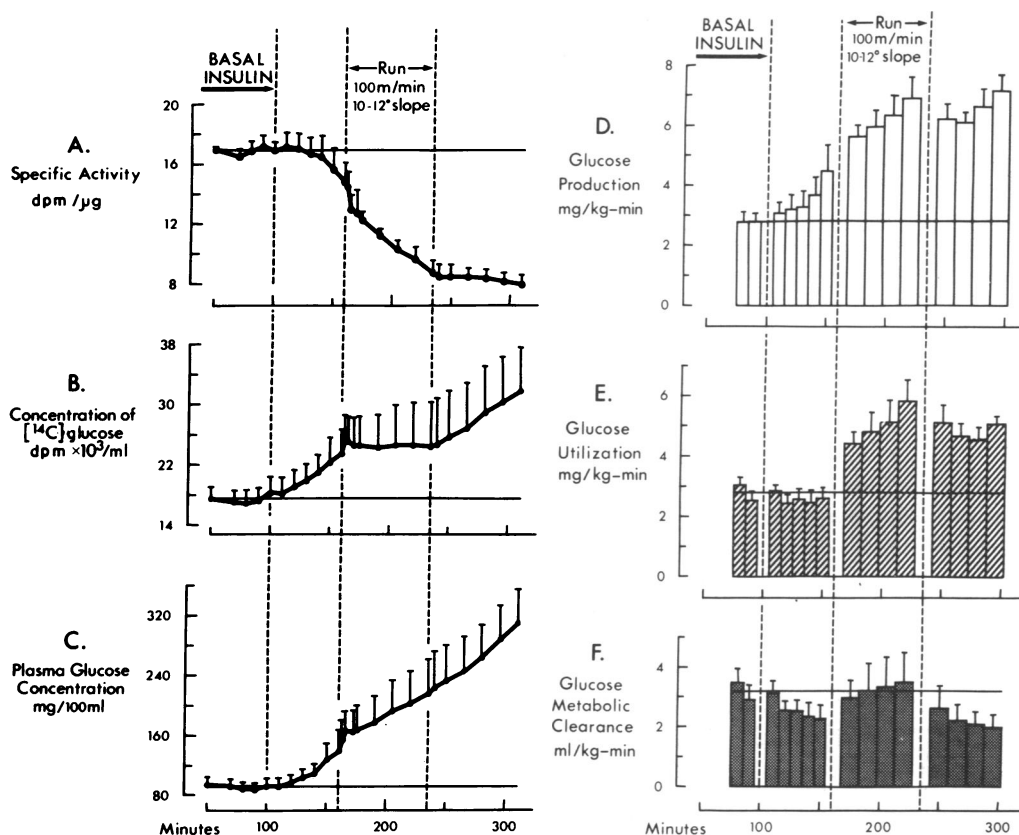 BASAL
INSULIN
Run
100 m/min
10-12° slope
A.
Specific Activity
dpm /µg
20
16
12
8
B.
Concentration of
[¹⁴C]-glucose
dpm ×10³/ml
38
30
22
14
C.
Plasma Glucose
Concentration
mg/100ml
320
240
160
80
Minutes
100
200
300
BASAL
INSULIN
Run
100 m/min
10-12° slope
D.
Glucose
Production
mg/kg-min
8
6
4
2
0
E.
Glucose
Utilization
mg/kg-min
6
4
2
0
F.
Glucose
Metabolic
Clearance
ml/kg-min
4
2
0
Minutes
100
200
300